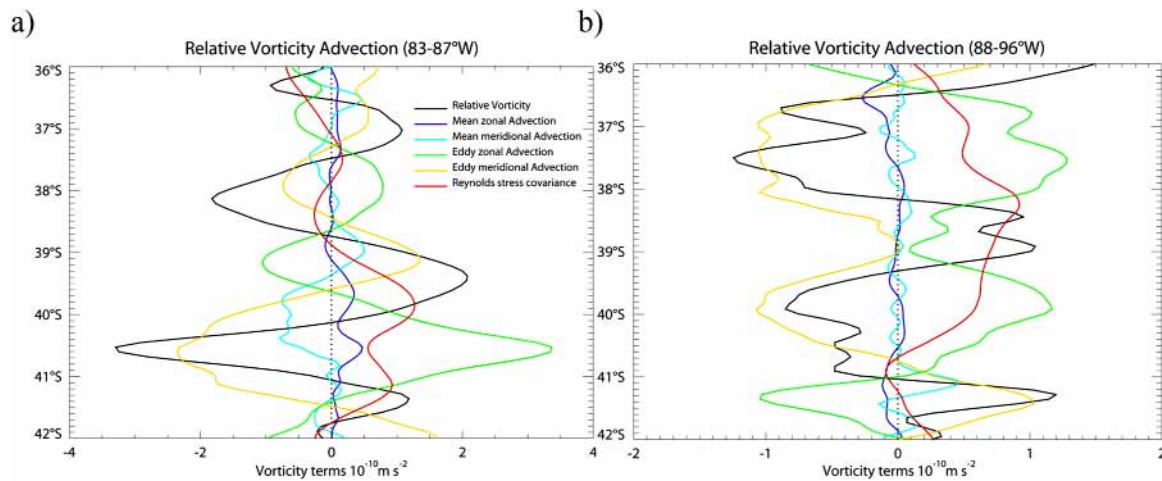 a)
Relative Vorticity Advection (83-87°W)
36°S
37°S
38°S
39°S
40°S
41°S
42°S
Relative Vorticity
Mean zonal Advection
Mean meridional Advection
Eddy zonal Advection
Eddy meridional Advection
Reynolds stress covariance
-4 -2 0 2 4
Vorticity terms 10⁻¹⁰ m s⁻²
b)
Relative Vorticity Advection (88-96°W)
36°S
37°S
38°S
39°S
40°S
41°S
42°S
-2 -1 0 1 2
Vorticity terms 10⁻¹⁰ m s⁻²